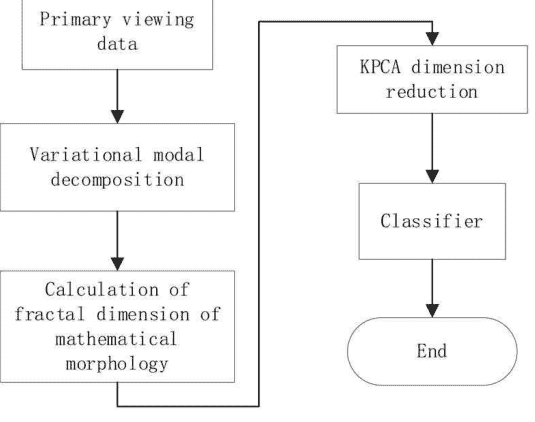 Primary viewing
data
Variational modal
decomposition
Calculation of
fractal dimension of
mathematical
morphology
KPCA dimension
reduction
Classifier
End